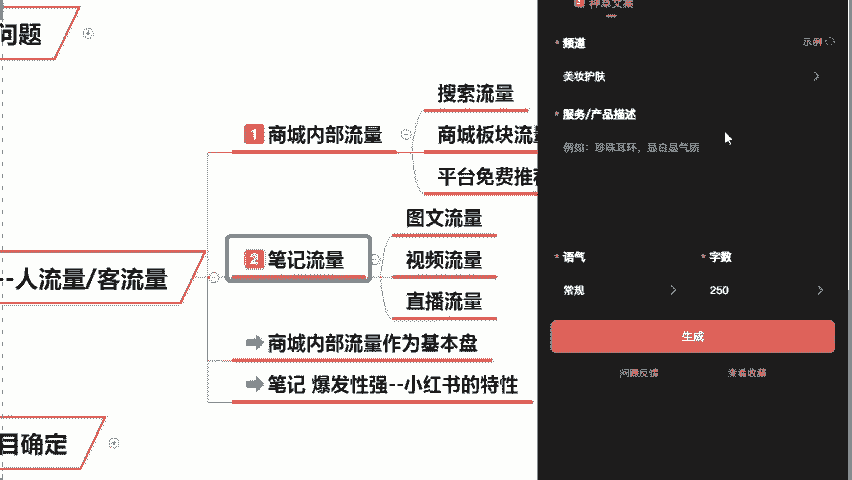 问题
1 商城内部流量
搜索流量
商城板块流量
平台免费推荐
--人流量/客流量
2 笔记流量
图文流量
视频流量
直播流量
商城内部流量作为基本盘
笔记 爆发性强--小红书的特性
目确定
* 频道
示例
美妆护肤
* 服务/产品描述
例如：珍珠耳环，显白显气质
* 语气
* 字数
常规
250
生成
问题反馈
查看收藏